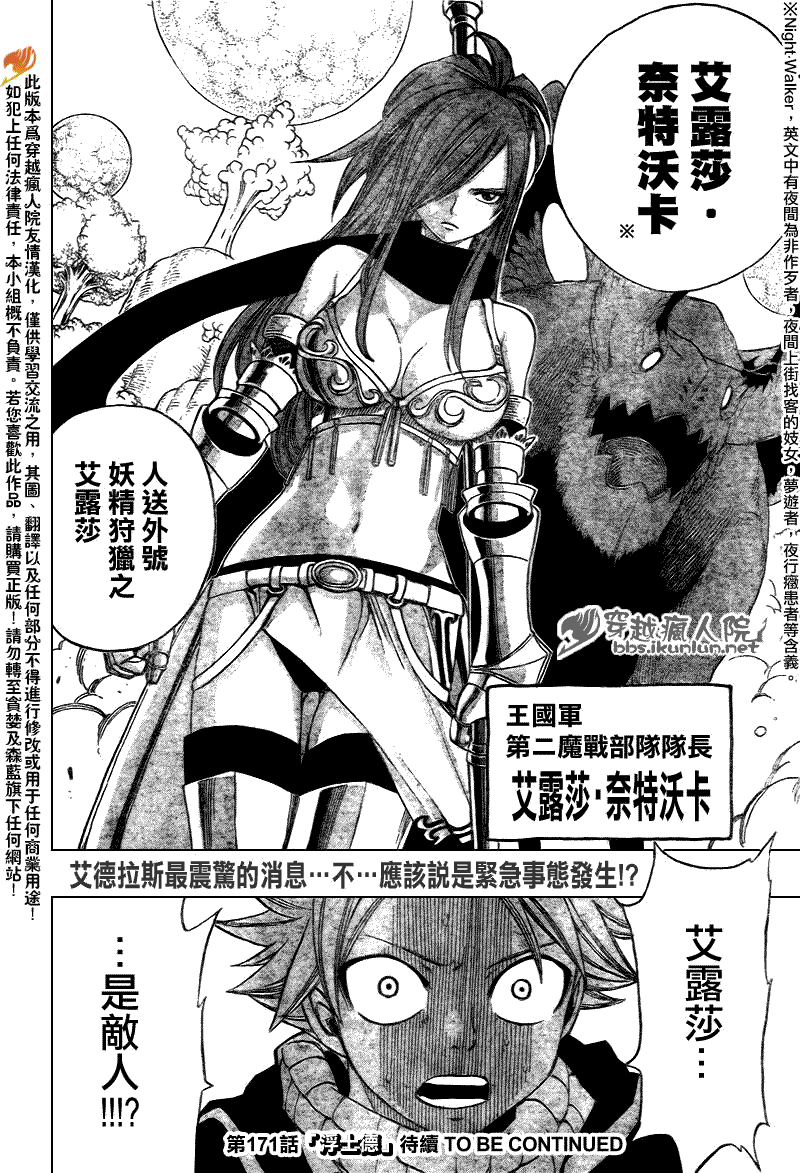 ※Night Walker，英文中有夜間為非作歹者，夜間上街找客的妓女，夢遊者，夜行癥患者等含義。
艾露莎·
奈特沃卡
※
人送外號
妖精狩獵之
艾露莎
穿越瘋人院
bbs.ikunlun.net
王國軍
第二魔戰部隊隊長
艾露莎·奈特沃卡
艾德拉斯最震驚的消息…不…應該説是緊急事態發生!?
艾露莎…
…是敵人!!!?
第171話『浮士德』待續 TO BE CONTINUED
此版本爲穿越瘋人院友情漢化，僅供學習交流之用，其圖、翻譯以及任何部分不得進行修改或用于任何商業用途！
如犯上任何法律責任，本小組概不負責。若您喜歡此作品，請購買正版！請勿轉至貪婪及森藍旗下任何網站！